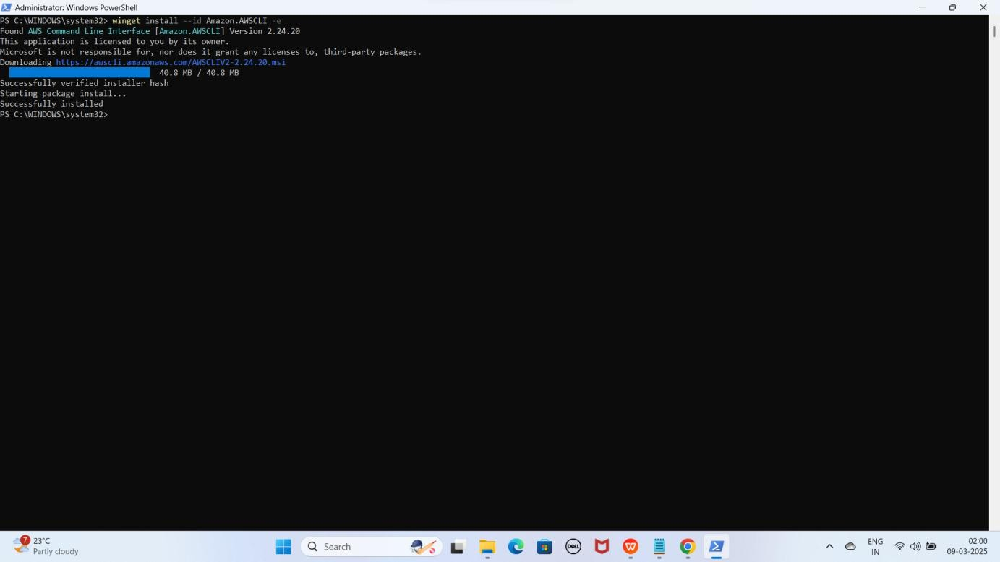 Administrator: Windows PowerShell
PS C:\WINDOWS\system32> winget install --id Amazon.AWSCLI -e
Found AWS Command Line Interface [Amazon.AWSCLI] Version 2.24.20
This application is licensed to you by its owner.
Microsoft is not responsible for, nor does it grant any licenses to, third-party packages.
Downloading https://awscli.amazonaws.com/AWSCLIV2-2.24.20.msi
40.8 MB / 40.8 MB
Successfully verified installer hash
Starting package install...
Successfully installed
PS C:\WINDOWS\system32>
7
23°C
Partly cloudy
Search
DELL
W
ENG
IN
02:00
09-03-2025